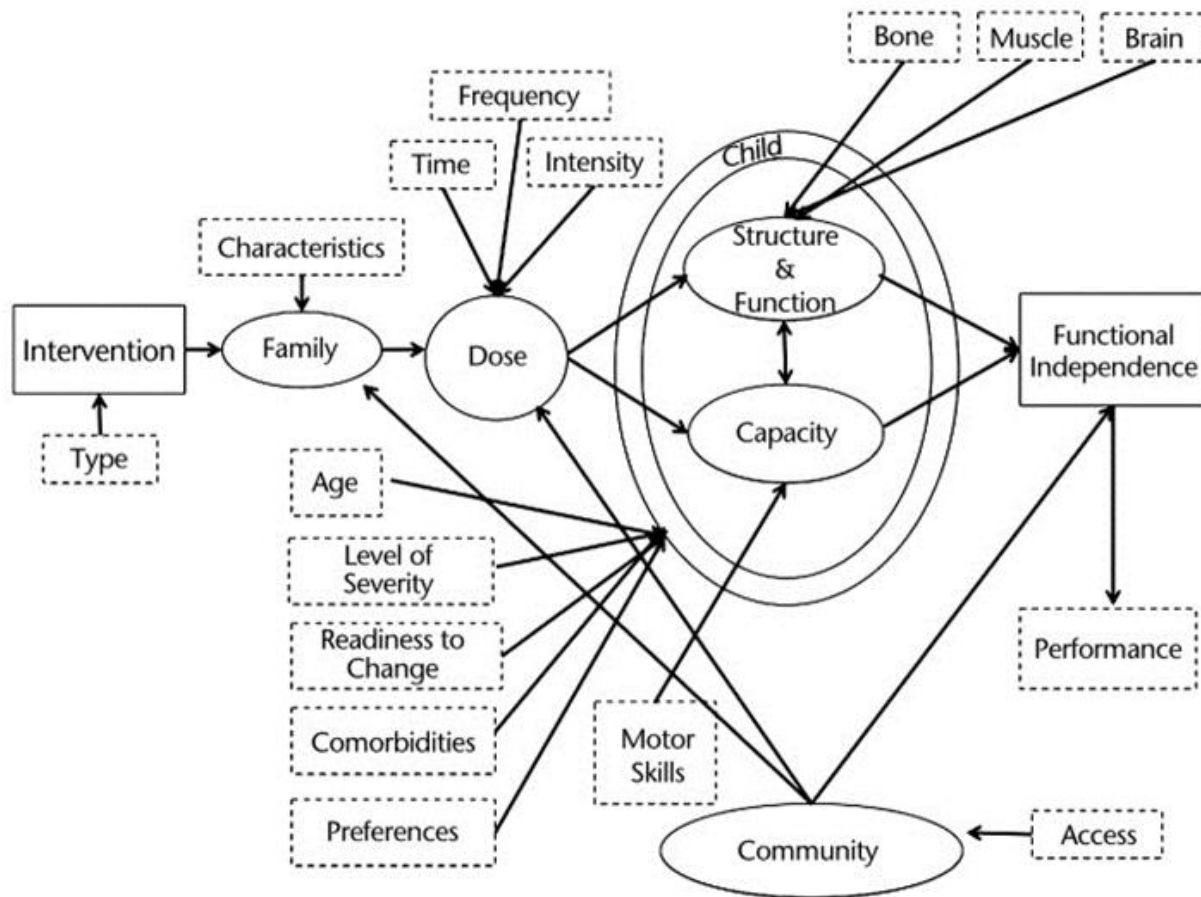 Bone
Muscle
Brain
Frequency
Time
Intensity
Child
Characteristics
Structure
&
Function
Intervention
Family
Dose
Functional
Independence
Capacity
Type
Age
Level of
Severity
Readiness to
Change
Performance
Comorbidities
Motor
Skills
Preferences
Community
Access